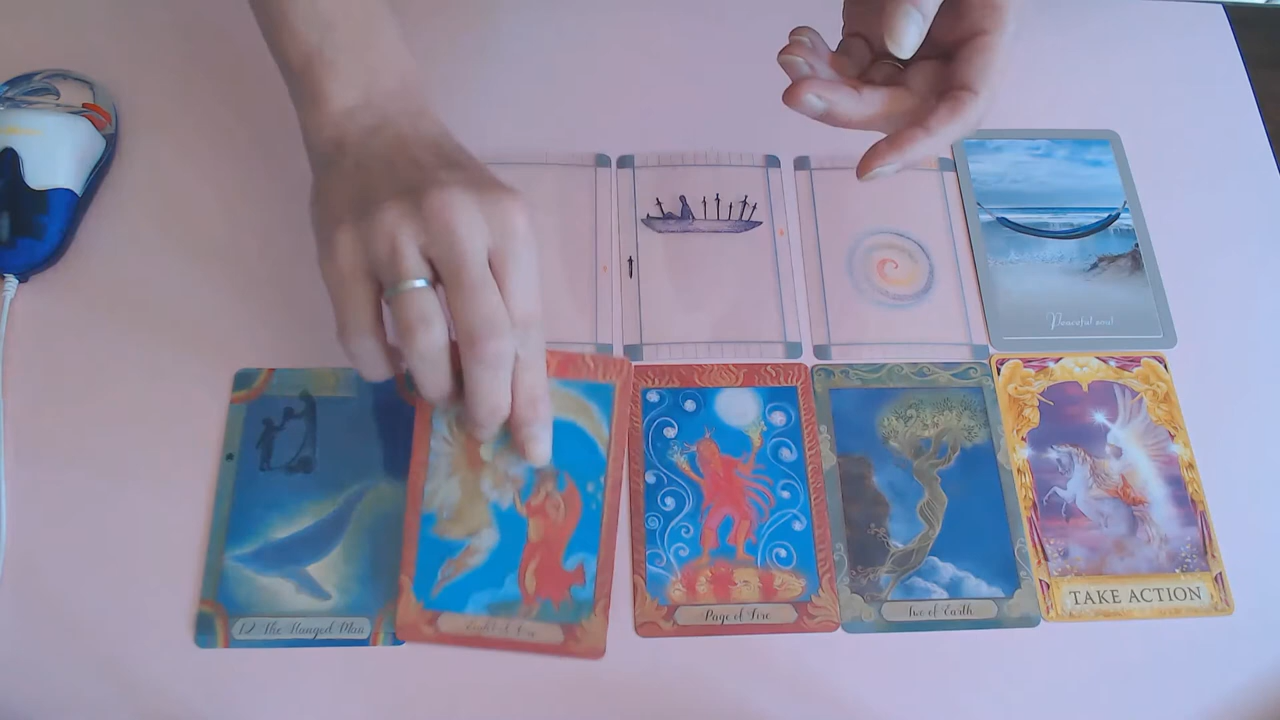 Peaceful soul
12 The Hanged Man
Page of Fire
Two of Earth
TAKE ACTION